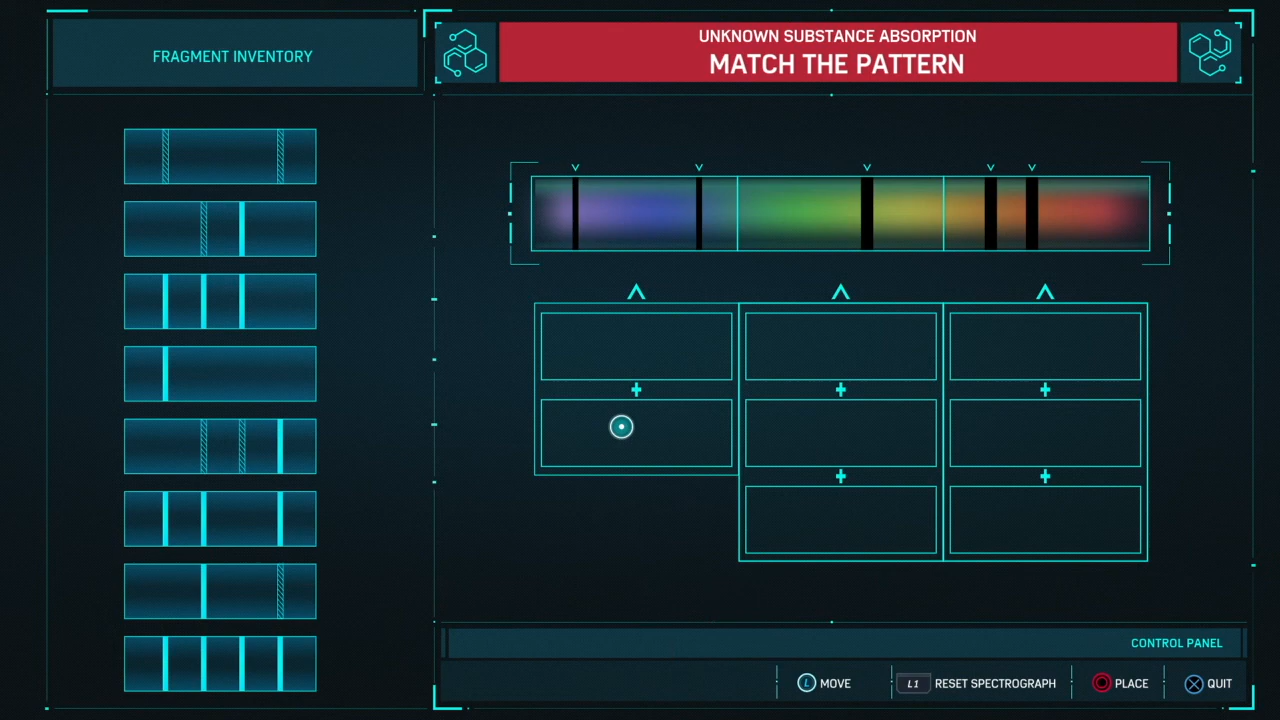 FRAGMENT INVENTORY
UNKNOWN SUBSTANCE ABSORPTION
MATCH THE PATTERN
CONTROL PANEL
L MOVE
L1 RESET SPECTROGRAPH
PLACE
QUIT